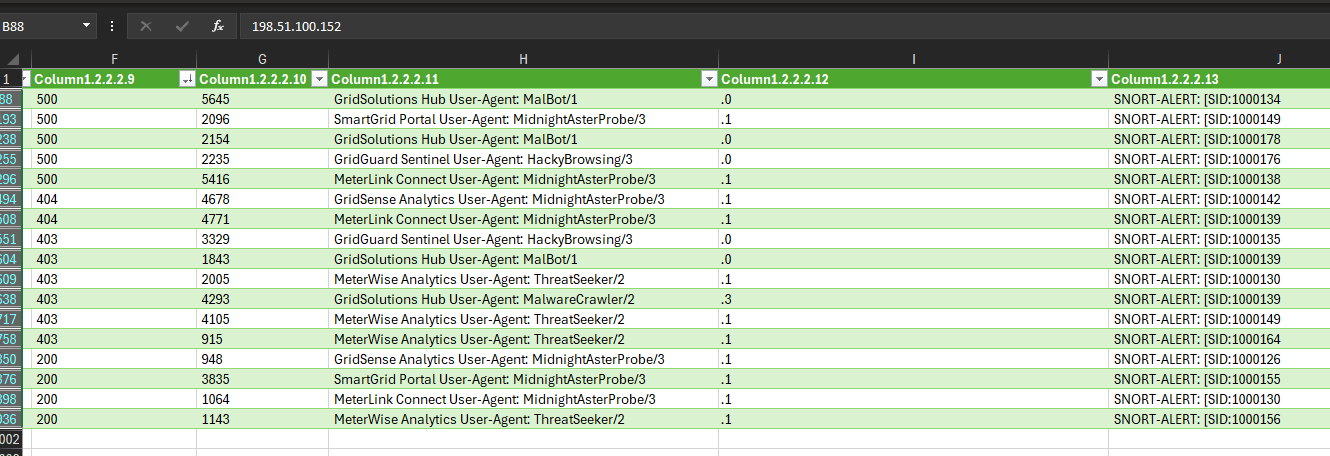 B88 fx 198.51.100.152
F G H I J
1 Column1.2.2.2.9 Column1.2.2.2.10 Column1.2.2.2.11 Column1.2.2.2.12 Column1.2.2.2.13
88 500 5645 GridSolutions Hub User-Agent: MalBot/1 .0 SNORT-ALERT: [SID:1000134
193 500 2096 SmartGrid Portal User-Agent: MidnightAsterProbe/3 .1 SNORT-ALERT: [SID:1000149
238 500 2154 GridSolutions Hub User-Agent: MalBot/1 .0 SNORT-ALERT: [SID:1000178
255 500 2235 GridGuard Sentinel User-Agent: HackyBrowsing/3 .0 SNORT-ALERT: [SID:1000176
296 500 5416 MeterLink Connect User-Agent: MidnightAsterProbe/3 .1 SNORT-ALERT: [SID:1000138
494 404 4678 GridSense Analytics User-Agent: MidnightAsterProbe/3 .1 SNORT-ALERT: [SID:1000142
508 404 4771 MeterLink Connect User-Agent: MidnightAsterProbe/3 .1 SNORT-ALERT: [SID:1000139
551 403 3329 GridGuard Sentinel User-Agent: HackyBrowsing/3 .0 SNORT-ALERT: [SID:1000135
604 403 1843 GridSolutions Hub User-Agent: MalBot/1 .0 SNORT-ALERT: [SID:1000139
609 403 2005 MeterWise Analytics User-Agent: ThreatSeeker/2 .1 SNORT-ALERT: [SID:1000130
638 403 4293 GridSolutions Hub User-Agent: MalwareCrawler/2 .3 SNORT-ALERT: [SID:1000139
717 403 4105 MeterWise Analytics User-Agent: ThreatSeeker/2 .1 SNORT-ALERT: [SID:1000149
758 403 915 MeterWise Analytics User-Agent: ThreatSeeker/2 .1 SNORT-ALERT: [SID:1000164
850 200 948 GridSense Analytics User-Agent: MidnightAsterProbe/3 .1 SNORT-ALERT: [SID:1000126
876 200 3835 SmartGrid Portal User-Agent: MidnightAsterProbe/3 .1 SNORT-ALERT: [SID:1000155
898 200 1064 MeterLink Connect User-Agent: MidnightAsterProbe/3 .1 SNORT-ALERT: [SID:1000130
936 200 1143 MeterWise Analytics User-Agent: ThreatSeeker/2 .1 SNORT-ALERT: [SID:1000156
002